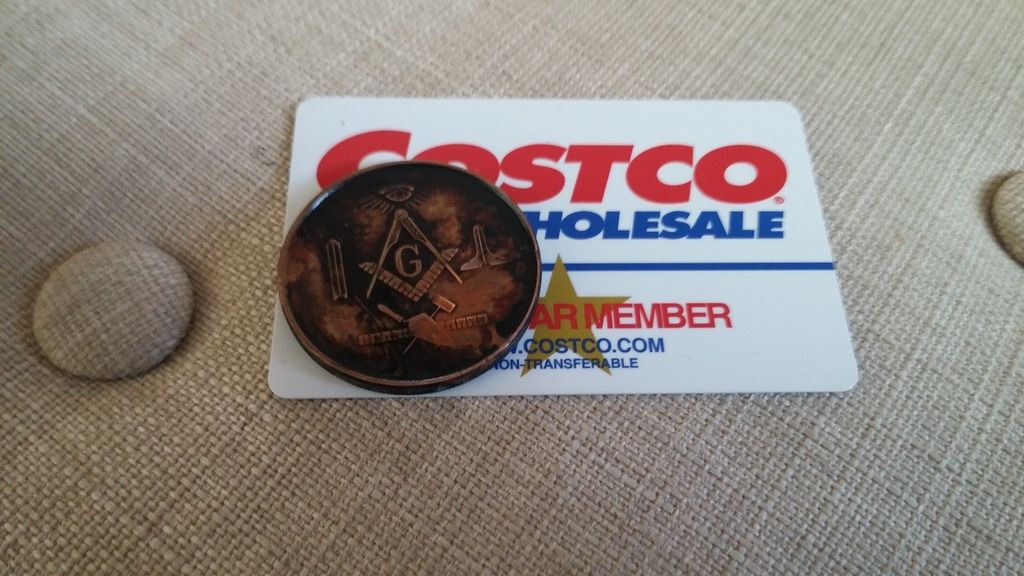 COSTCO®
HOLESALE
G
AR MEMBER
.COSTCO.COM
NON-TRANSFERABLE